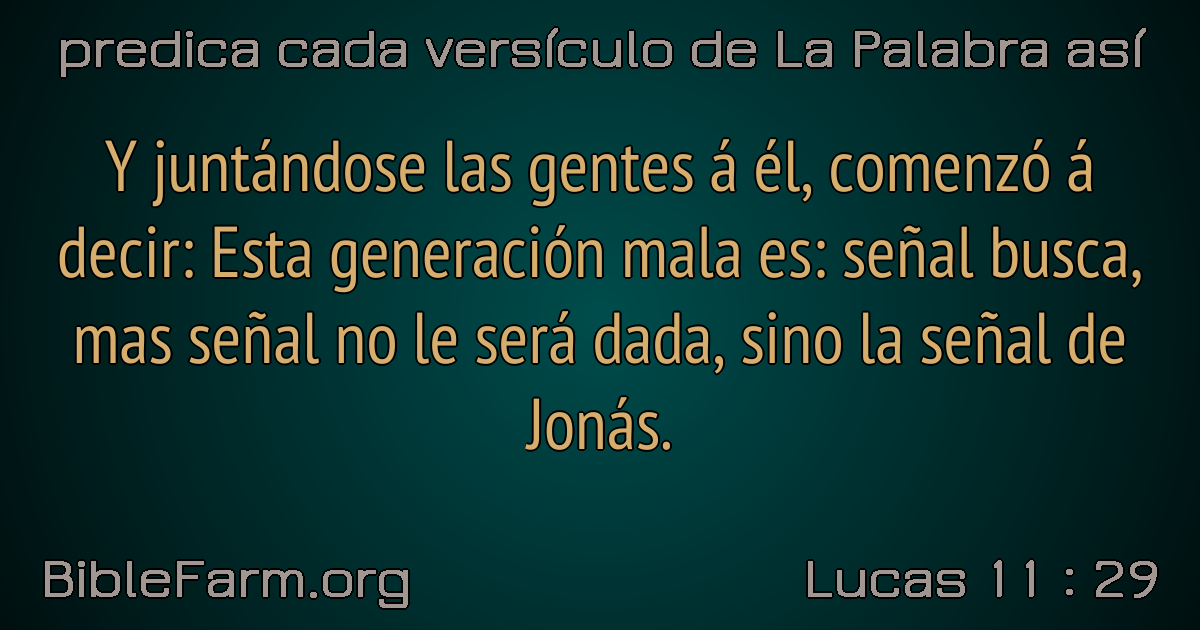 predica cada versículo de La Palabra así
Y juntándose las gentes á él, comenzó á
decir: Esta generación mala es: señal busca,
mas señal no le será dada, sino la señal de
Jonás.
BibleFarm.org
Lucas 11 : 29